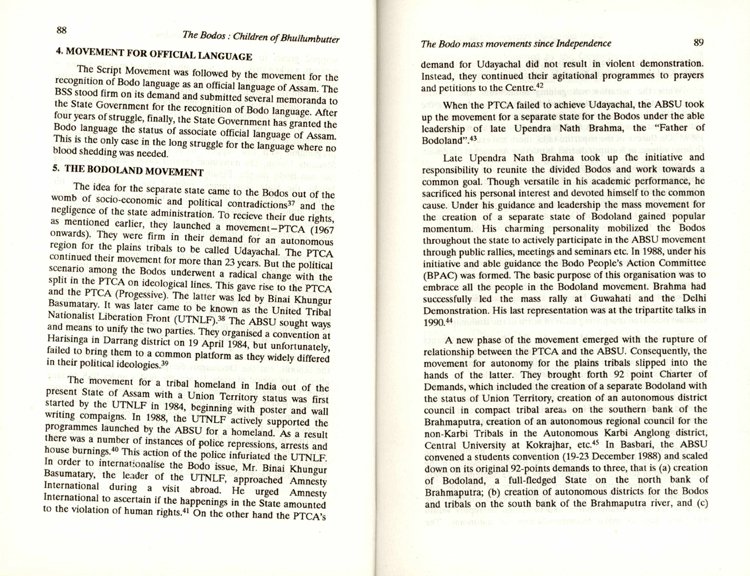 88
The Bodos : Children of Bhullumbutter
4. MOVEMENT FOR OFFICIAL LANGUAGE
The Script Movement was followed by the movement for the
recognition of Bodo language as an official language of Assam. The
BSS stood firm on its demand and submitted several memoranda to
the State Government for the recognition of Bodo language. After
four years of struggle, finally, the State Government has granted the
Bodo language the status of associate official language of Assam.
This is the only case in the long struggle for the language where no
blood shedding was needed.
5. THE BODOLAND MOVEMENT
The idea for the separate state came to the Bodos out of the
womb of socio-economic and political contradictions37 and the
negligence of the state administration. To recieve their due rights,
as mentioned earlier, they launched a movement—PTCA (1967
onwards). They were firm in their demand for an autonomous
region for the plains tribals to be called Udayachal. The PTCA
continued their movement for more than 23 years. But the political
scenario among the Bodos underwent a radical change with the
split in the PTCA on ideological lines. This gave rise to the PTCA
and the PTCA (Progessive). The latter was led by Binai Khungur
Basumatary. It was later came to be known as the United Tribal
Nationalist Liberation Front (UTNLF).38 The ABSU sought ways
and means to unify the two parties. They organised a convention at
Harisinga in Darrang district on 19 April 1984, but unfortunately,
failed to bring them to a common platform as they widely differed
in their political ideologies.39
The movement for a tribal homeland in India out of the
present State of Assam with a Union Territory status was first
started by the UTNLF in 1984, beginning with poster and wall
writing compaigns. In 1988, the UTNLF actively supported the
programmes launched by the ABSU for a homeland. As a result
there was a number of instances of police repressions, arrests and
house burnings.40 This action of the police infuriated the UTNLF.
In order to internationalise the Bodo issue, Mr. Binai Khungur
Basumatary, the leader of the UTNLF, approached Amnesty
International during a visit abroad. He urged Amnesty
International to ascertain if the happenings in the State amounted
to the violation of human rights.41 On the other hand the PTCA's
The Bodo mass movements since Independence
89
demand for Udayachal did not result in violent demonstration.
Instead, they continued their agitational programmes to prayers
and petitions to the Centre.42
When the PTCA failed to achieve Udayachal, the ABSU took
up the movement for a separate state for the Bodos under the able
leadership of late Upendra Nath Brahma, the "Father of
Bodoland".43
Late Upendra Nath Brahma took up the initiative and
responsibility to reunite the divided Bodos and work towards a
common goal. Though versatile in his academic performance, he
sacrificed his personal interest and devoted himself to the common
cause. Under his guidance and leadership the mass movement for
the creation of a separate state of Bodoland gained popular
momentum. His charming personality mobilized the Bodos
throughout the state to actively participate in the ABSU movement
through public rallies, meetings and seminars etc. In 1988, under his
initiative and able guidance the Bodo People's Action Committee
(BPAC) was formed. The basic purpose of this organisation was to
embrace all the people in the Bodoland movement. Brahma had
successfully led the mass rally at Guwahati and the Delhi
Demonstration. His last representation was at the tripartite talks in
1990.44
A new phase of the movement emerged with the rupture of
relationship between the PTCA and the ABSU. Consequently, the
movement for autonomy for the plains tribals slipped into the
hands of the latter. They brought forth 92 point Charter of
Demands, which included the creation of a separate Bodoland with
the status of Union Territory, creation of an autonomous district
council in compact tribal areas on the southern bank of the
Brahmaputra, creation of an autonomous regional council for the
non-Karbi Tribals in the Autonomous Karbi Anglong district,
Central University at Kokrajhar, etc.45 In Basbari, the ABSU
convened a students convention (19-23 December 1988) and scaled
down on its original 92-points demands to three, that is (a) creation
of Bodoland, a full-fledged State on the north bank of
Brahmaputra; (b) creation of autonomous districts for the Bodos
and tribals on the south bank of the Brahmaputra river, and (c)